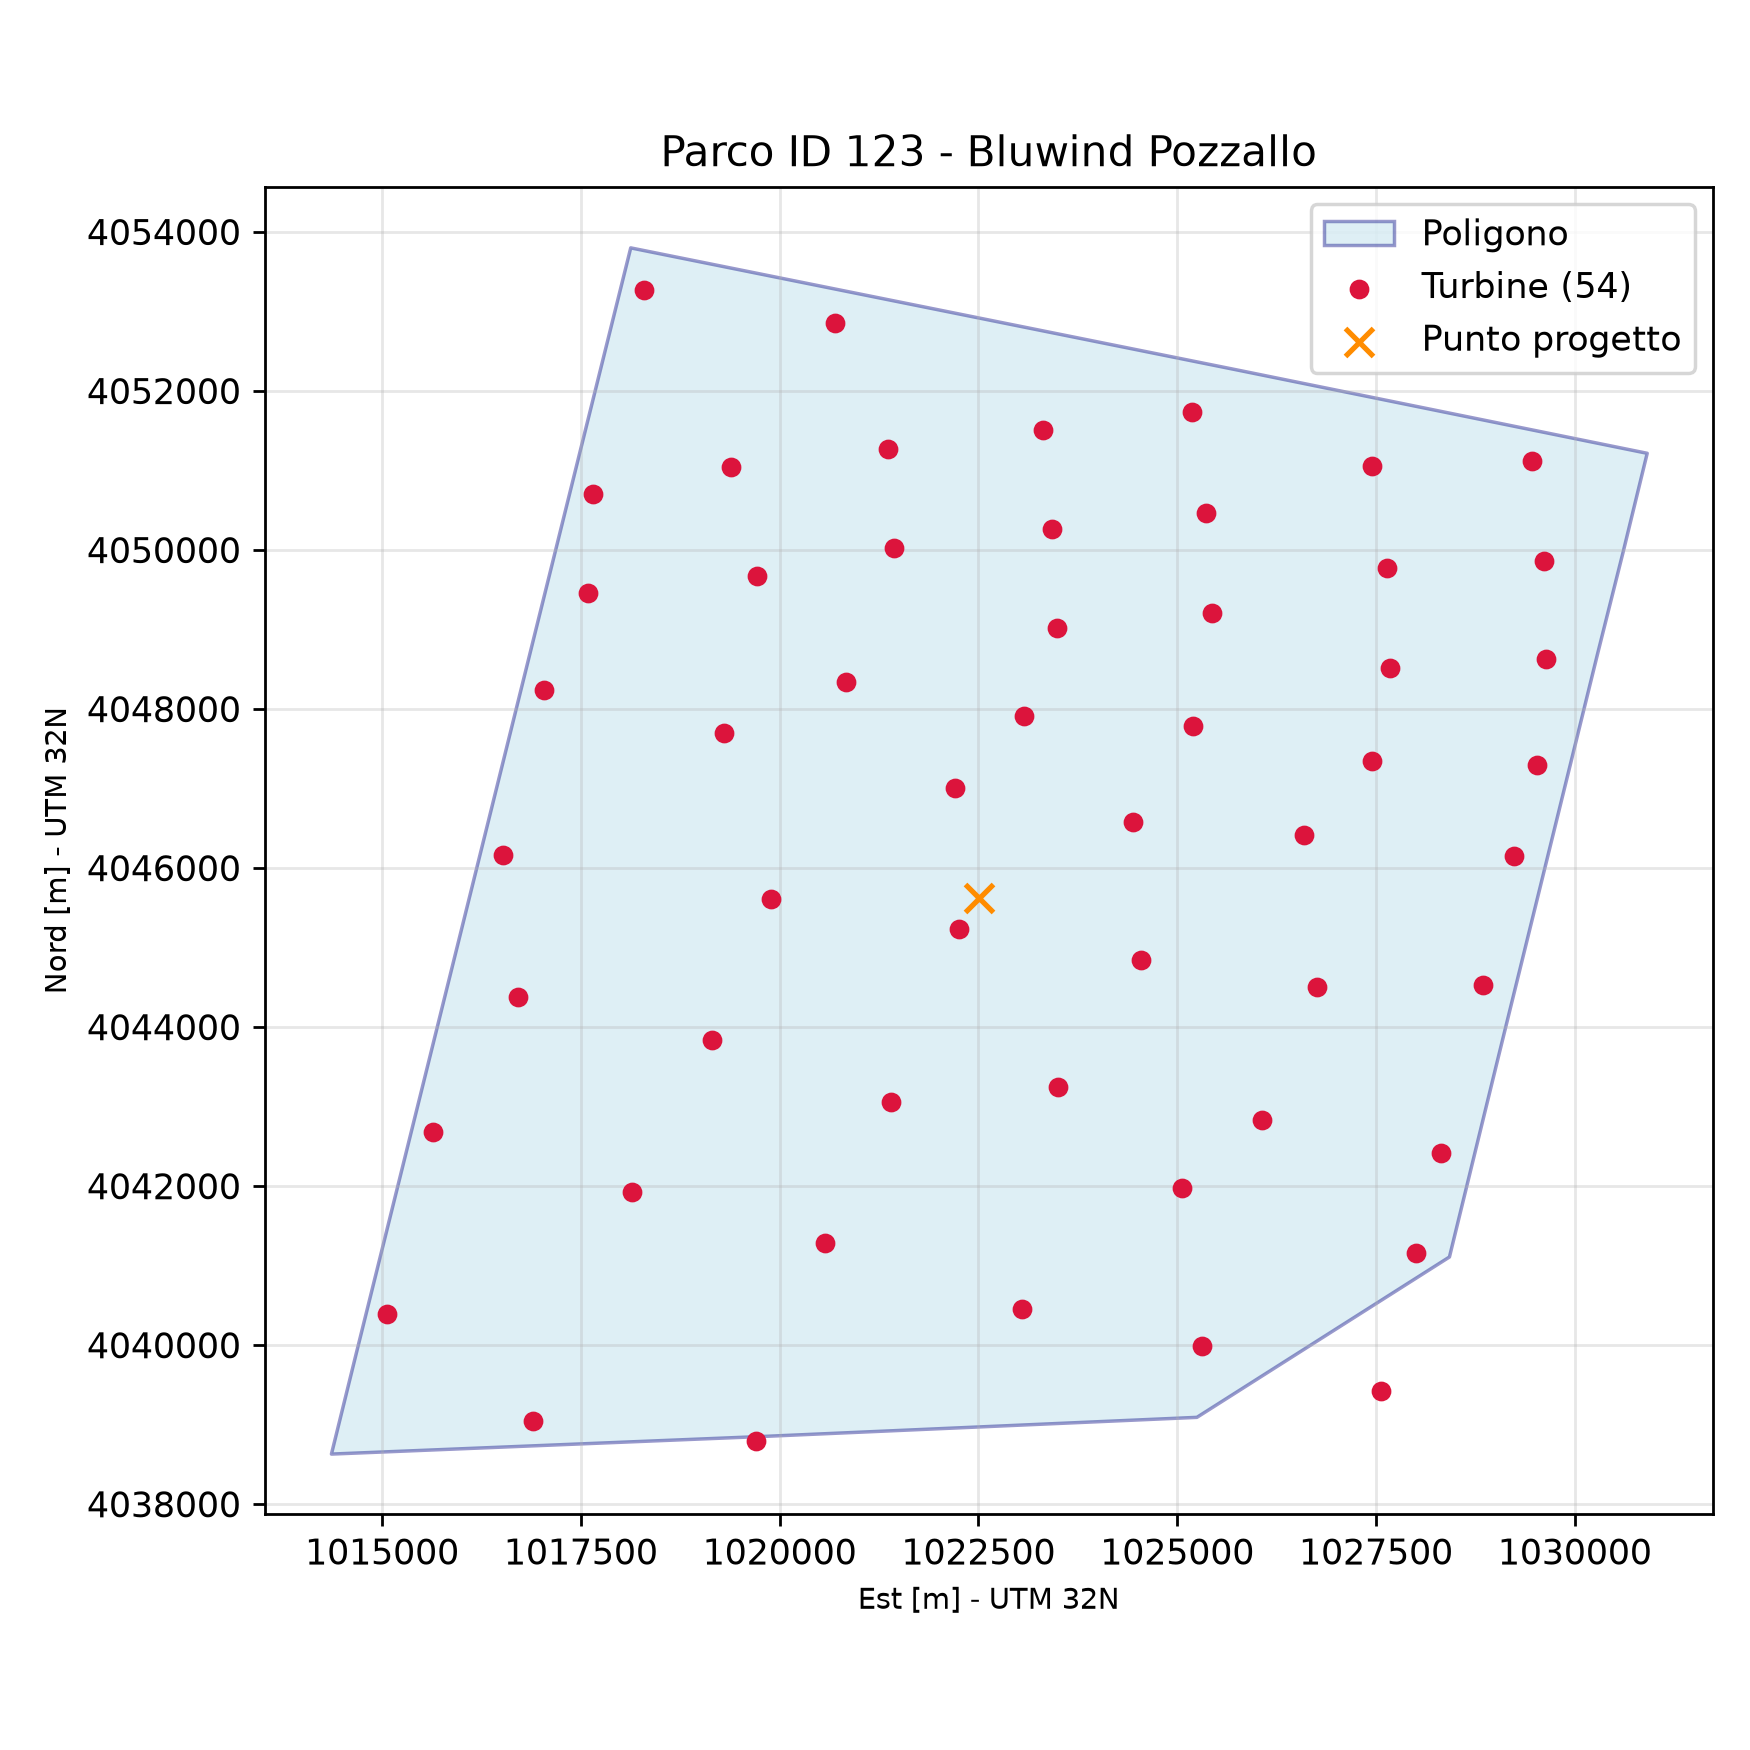 Parco ID 123 - Bluwind Pozzallo
Poligono
Turbine (54)
Punto progetto
4054000
4052000
4050000
4048000
4046000
4044000
4042000
4040000
4038000
Nord [m] - UTM 32N
1015000 1017500 1020000 1022500 1025000 1027500 1030000
Est [m] - UTM 32N